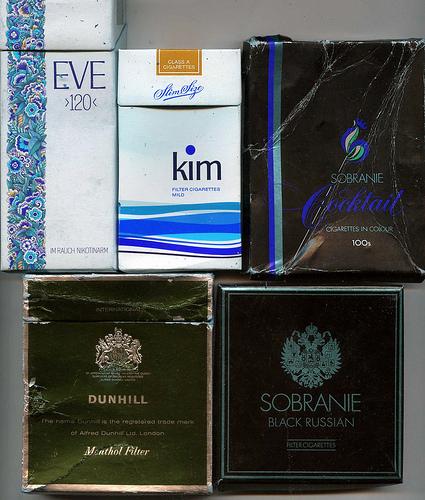 EVE
›120‹
IM RAUCH NIKOTINARM
CLASS A
CIGARETTES
Slim Size
kim
FILTER CIGARETTES
MILD
SOBRANIE
Cocktail
CIGARETTES IN COLOUR
100s
INTERNATIONAL
DUNHILL
The name Dunhill is the registered trade mark
of Alfred Dunhill Ltd. London
Menthol Filter
SOBRANIE
BLACK RUSSIAN
FILTER CIGARETTES